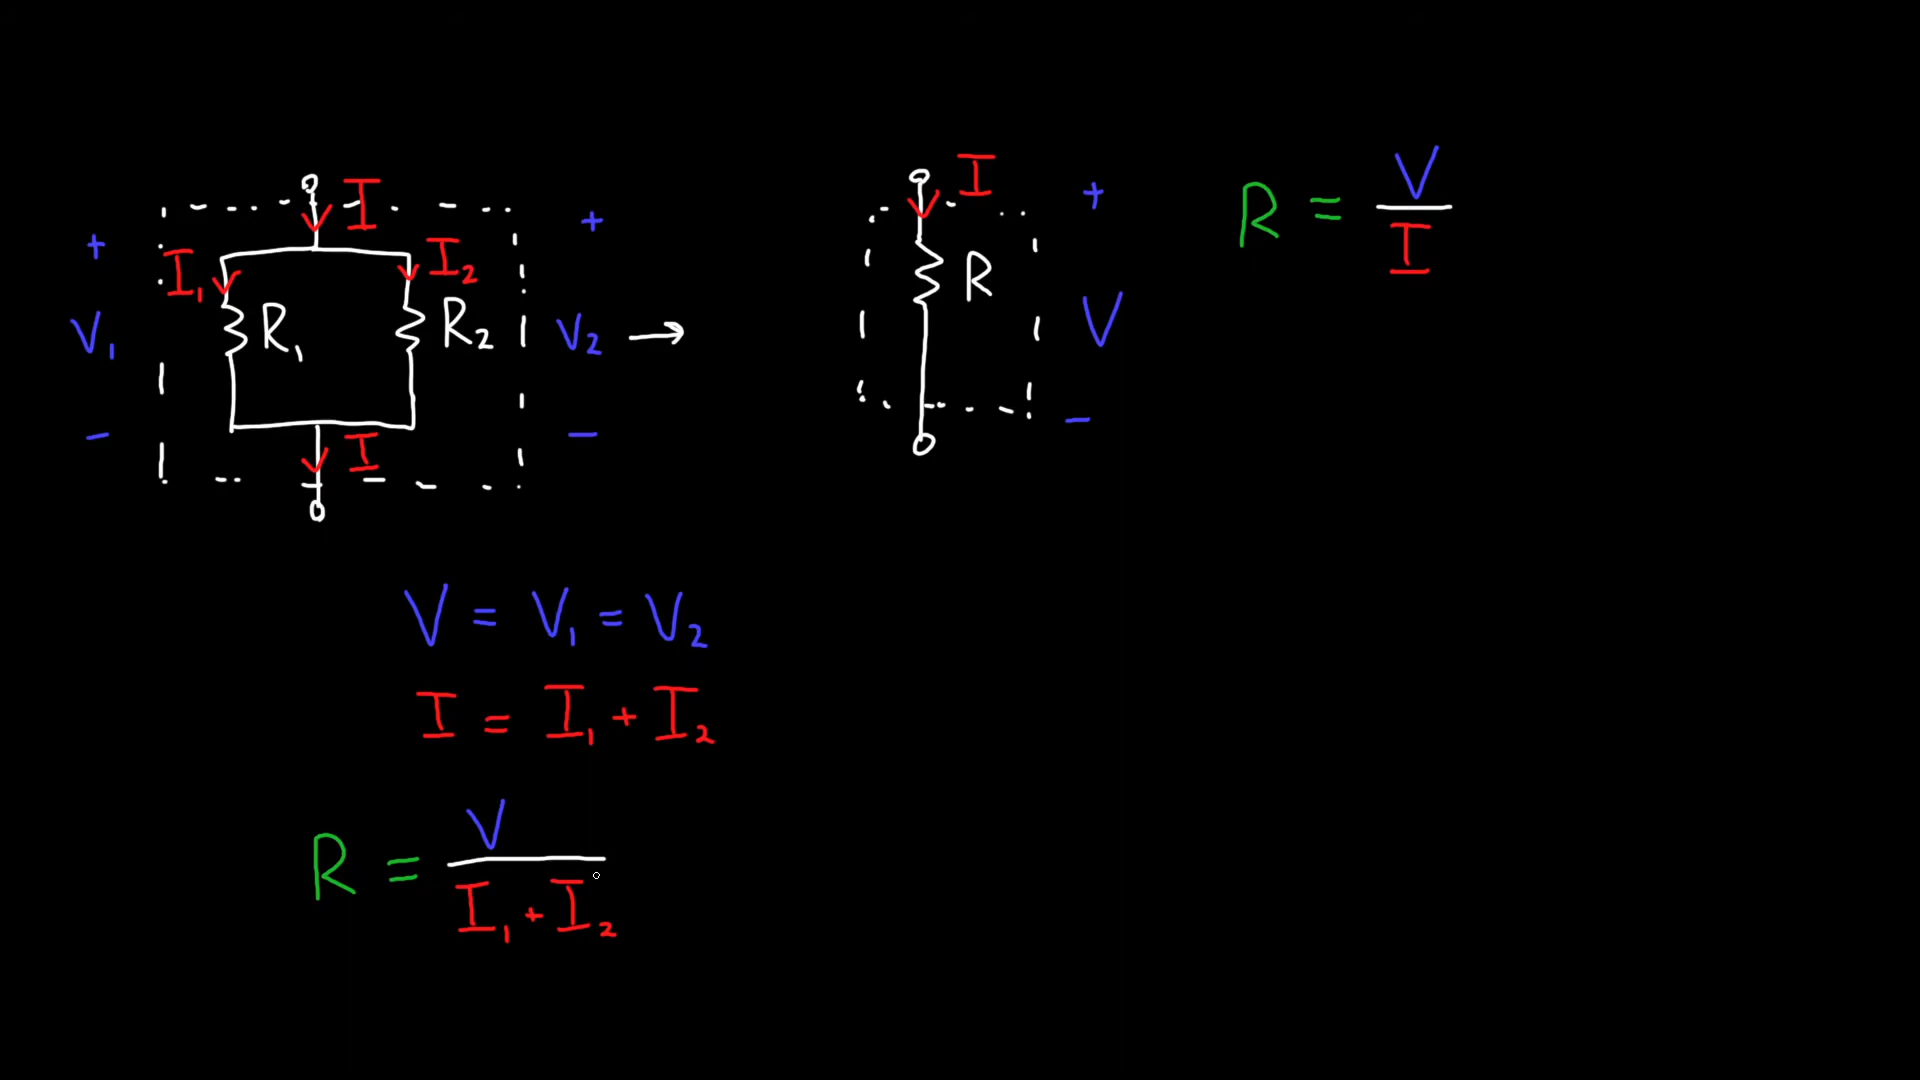 I
I₁
I₂
+
V₁
−
R₁
R₂
+
V₂
−
I
→
I
R
+
V
−
R = V/I
V = V₁ = V₂
I = I₁ + I₂
R = V/(I₁ + I₂)